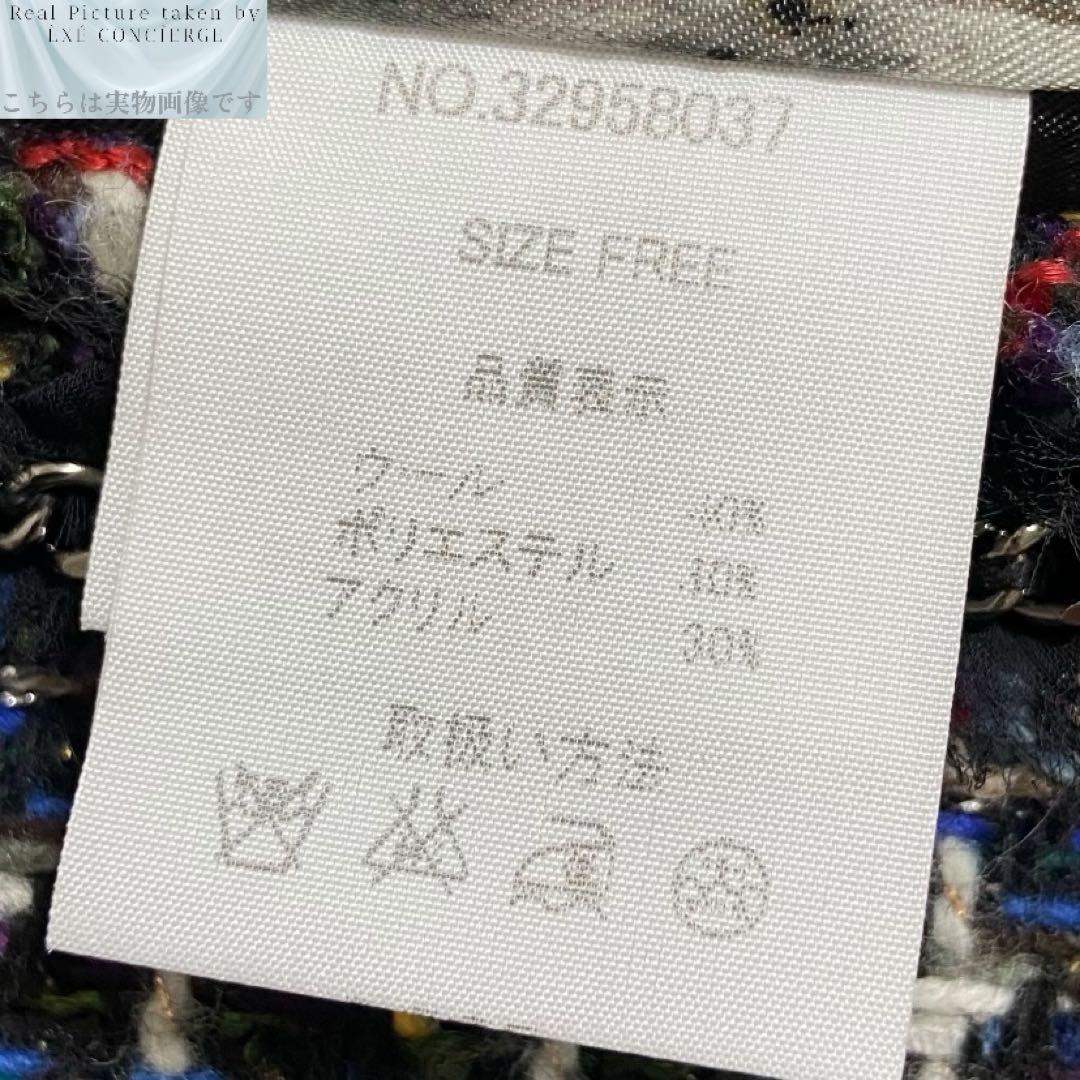 Real Picture taken by
ÈXÉ CONCIERGE
こちらは実物画像です
NO.32958037
SIZE FREE
品質表示
ウール
ポリエステル
アクリル 30%
取扱い方法